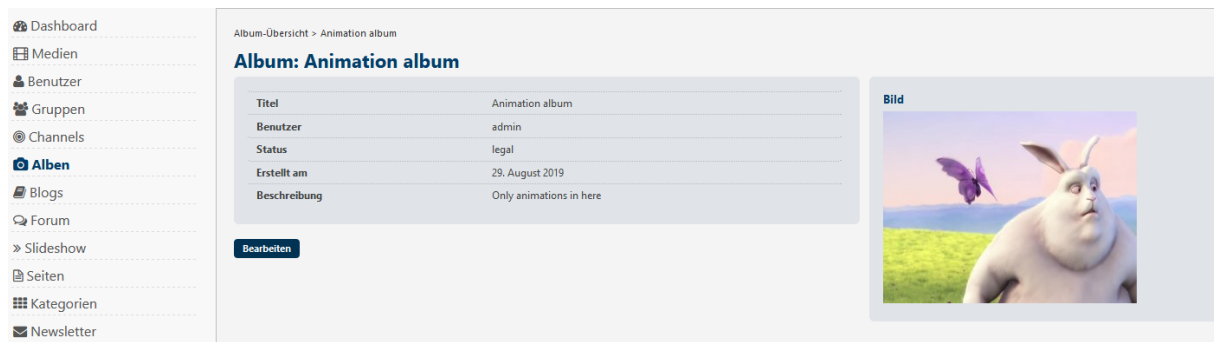 Dashboard
Medien
Benutzer
Gruppen
Channels
Alben
Blogs
Forum
Slideshow
Seiten
Kategorien
Newsletter
Album-Übersicht > Animation album
Album: Animation album
Titel Animation album
Benutzer admin
Status legal
Erstellt am 29. August 2019
Beschreibung Only animations in here
Bearbeiten
Bild